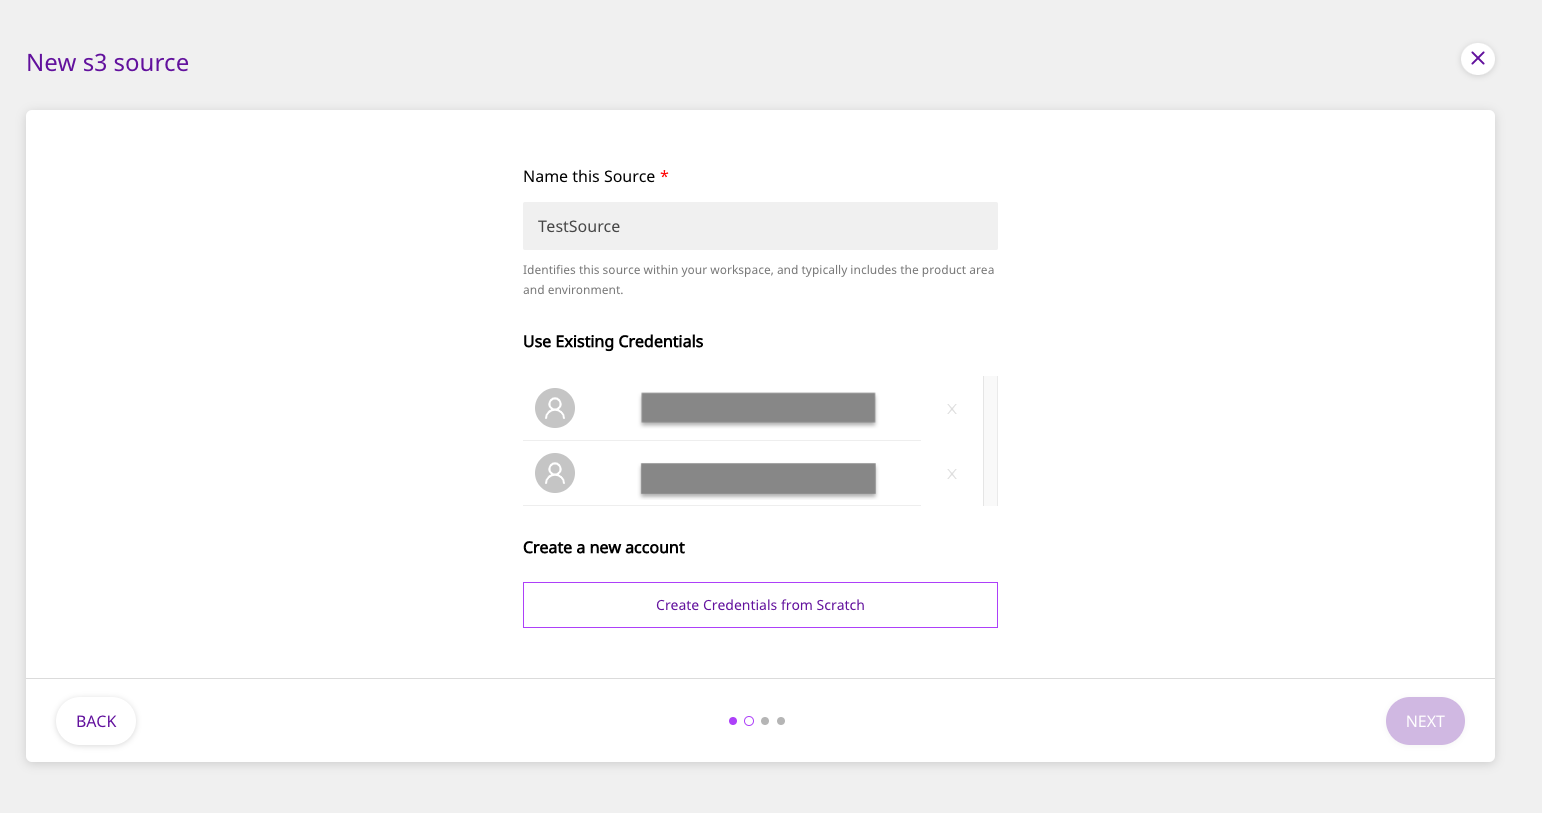 New s3 source
Name this Source *
TestSource
Identifies this source within your workspace, and typically includes the product area
and environment.
Use Existing Credentials
Create a new account
Create Credentials from Scratch
BACK
NEXT